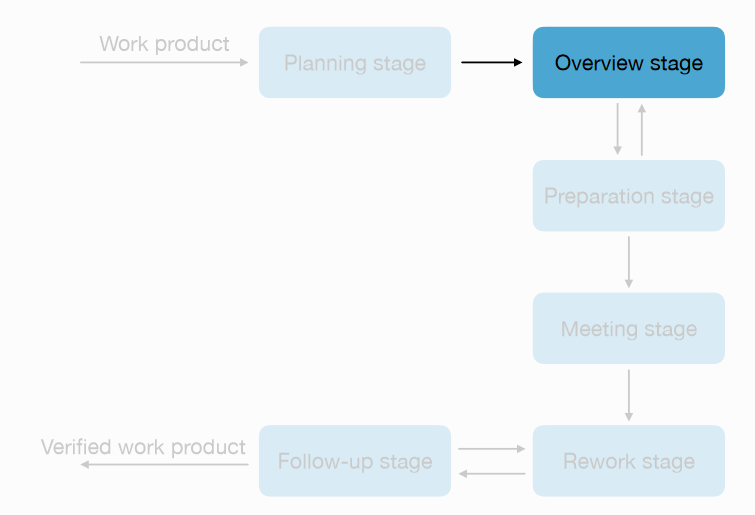 Work product
Planning stage
Overview stage
Preparation stage
Meeting stage
Rework stage
Follow-up stage
Verified work product